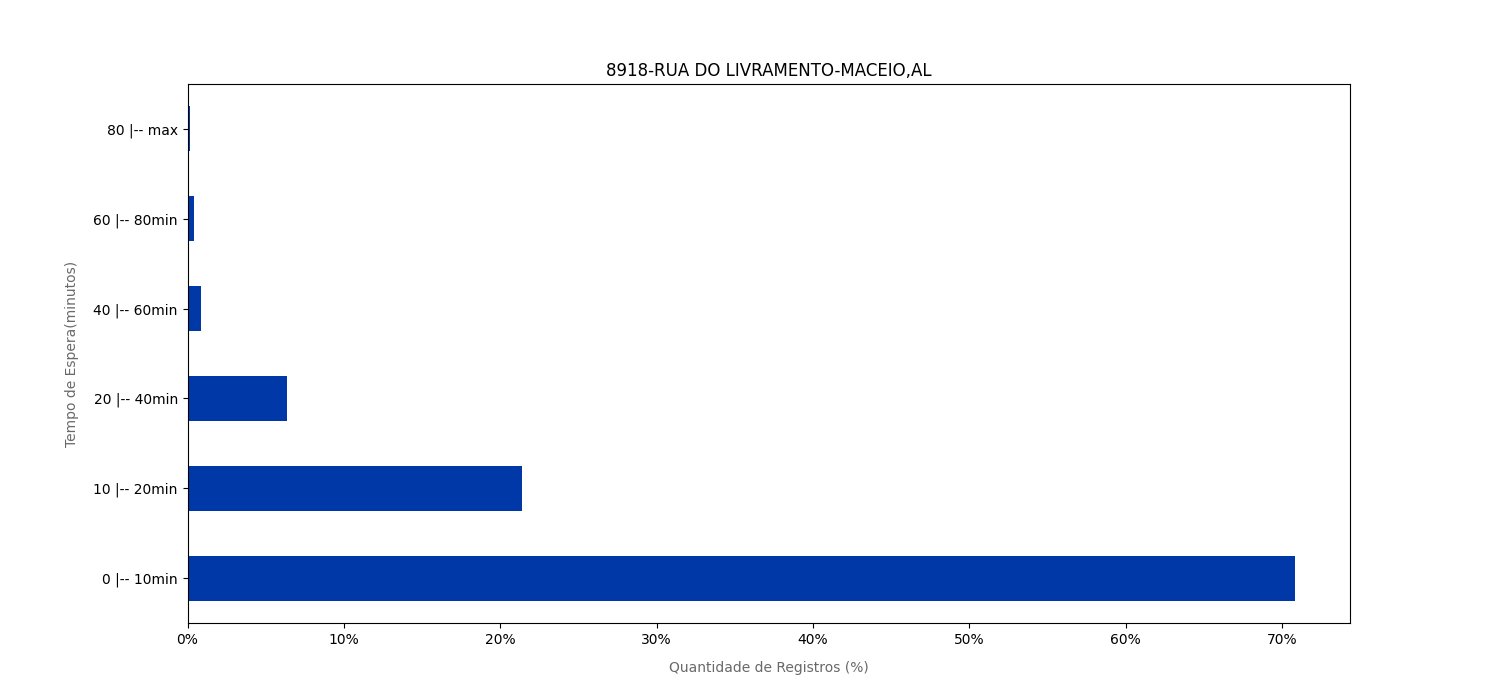 8918-RUA DO LIVRAMENTO-MACEIO,AL
80 |-- max
60 |-- 80min
40 |-- 60min
20 |-- 40min
10 |-- 20min
0 |-- 10min
Tempo de Espera(minutos)
0% 10% 20% 30% 40% 50% 60% 70%
Quantidade de Registros (%)